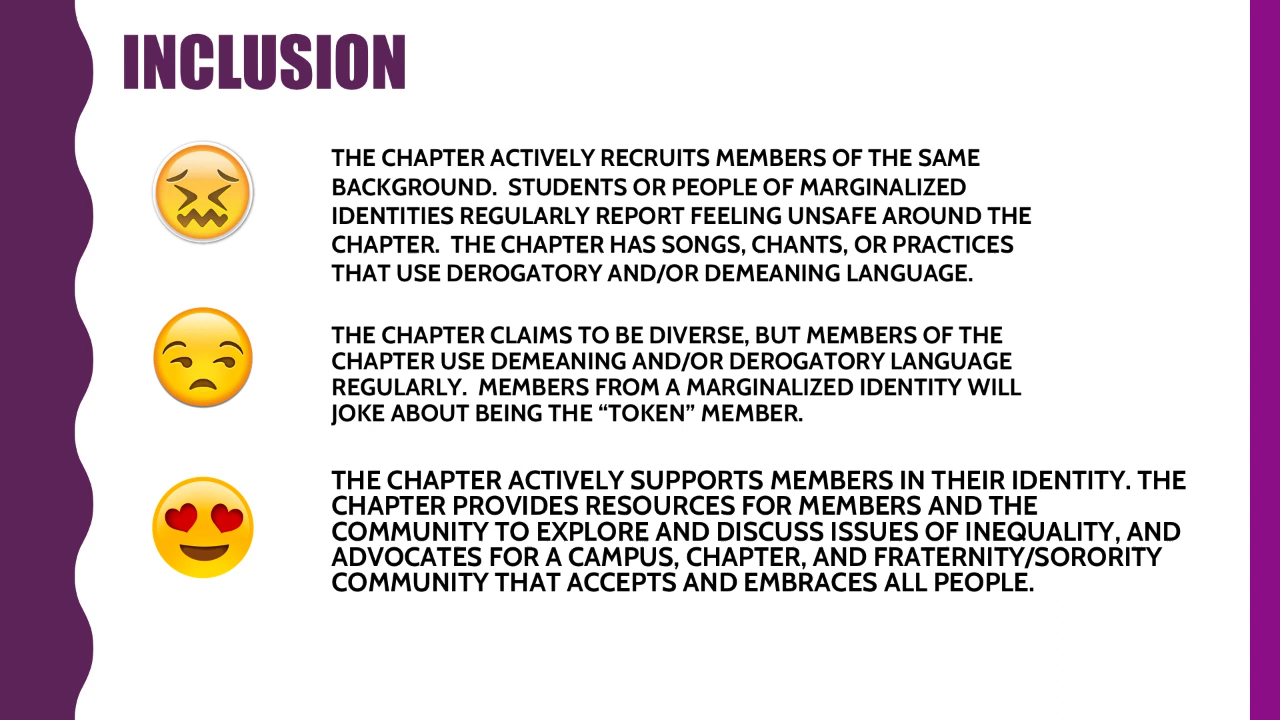 INCLUSION
THE CHAPTER ACTIVELY RECRUITS MEMBERS OF THE SAME
BACKGROUND.  STUDENTS OR PEOPLE OF MARGINALIZED
IDENTITIES REGULARLY REPORT FEELING UNSAFE AROUND THE
CHAPTER.  THE CHAPTER HAS SONGS, CHANTS, OR PRACTICES
THAT USE DEROGATORY AND/OR DEMEANING LANGUAGE.
THE CHAPTER CLAIMS TO BE DIVERSE, BUT MEMBERS OF THE
CHAPTER USE DEMEANING AND/OR DEROGATORY LANGUAGE
REGULARLY.  MEMBERS FROM A MARGINALIZED IDENTITY WILL
JOKE ABOUT BEING THE “TOKEN” MEMBER.
THE CHAPTER ACTIVELY SUPPORTS MEMBERS IN THEIR IDENTITY. THE
CHAPTER PROVIDES RESOURCES FOR MEMBERS AND THE
COMMUNITY TO EXPLORE AND DISCUSS ISSUES OF INEQUALITY, AND
ADVOCATES FOR A CAMPUS, CHAPTER, AND FRATERNITY/SORORITY
COMMUNITY THAT ACCEPTS AND EMBRACES ALL PEOPLE.